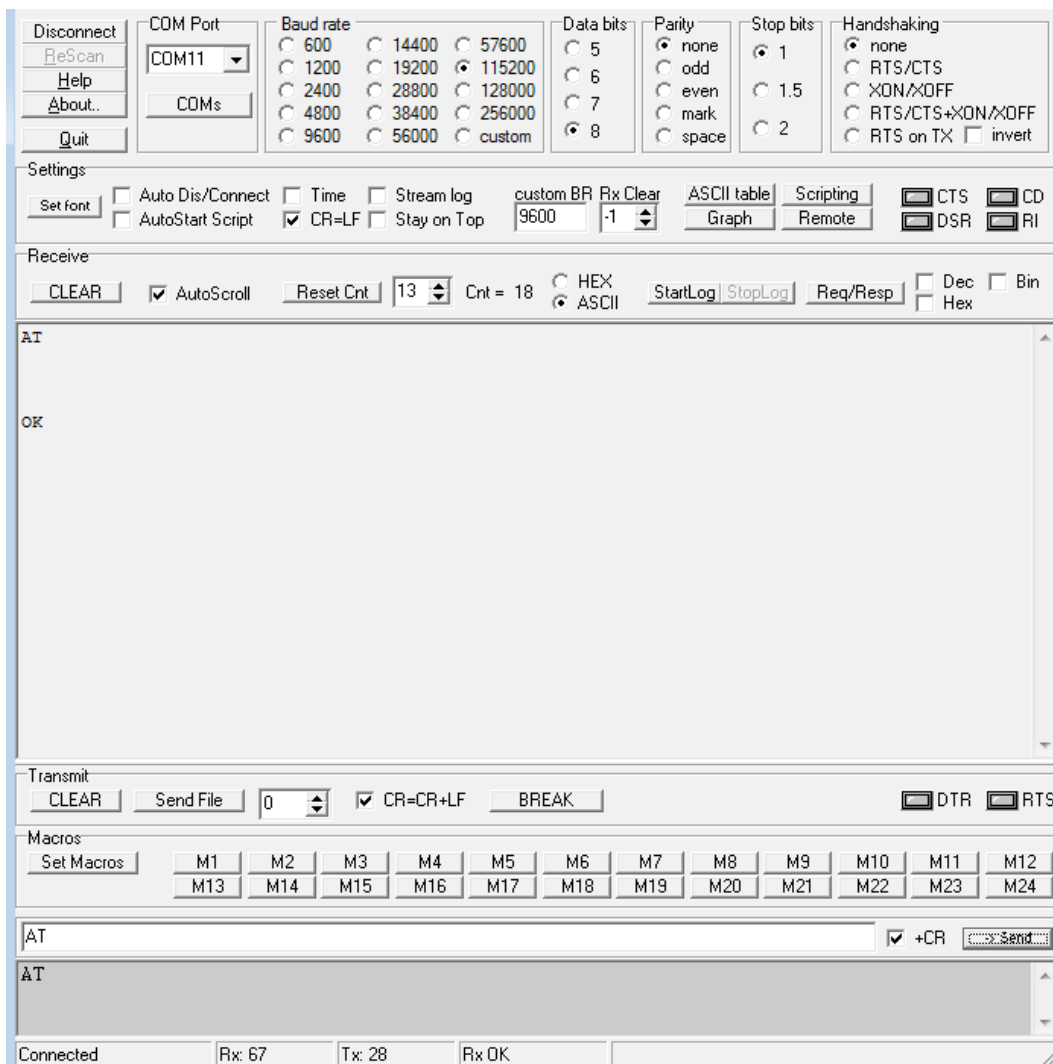 Disconnect
ReScan
Help
About..
Quit
COM Port
COM11
COMs
Baud rate
600 14400 57600
1200 19200 115200
2400 28800 128000
4800 38400 256000
9600 56000 custom
Data bits
5
6
7
8
Parity
none
odd
even
mark
space
Stop bits
1
1.5
2
Handshaking
none
RTS/CTS
XON/XOFF
RTS/CTS+XON/XOFF
RTS on TX invert
Settings
Set font
Auto Dis/Connect Time Stream log
AutoStart Script CR=LF Stay on Top
custom BR Rx Clear
9600 -1
ASCII table Scripting
Graph Remote
CTS CD
DSR RI
Receive
CLEAR AutoScroll Reset Cnt 13 Cnt = 18
HEX
ASCII
StartLog StopLog Req/Resp
Dec Bin
Hex
AT
OK
Transmit
CLEAR Send File 0 CR=CR+LF BREAK DTR RTS
Macros
Set Macros
M1 M2 M3 M4 M5 M6 M7 M8 M9 M10 M11 M12
M13 M14 M15 M16 M17 M18 M19 M20 M21 M22 M23 M24
AT +CR -> Send
AT
Connected Rx: 67 Tx: 28 Rx OK